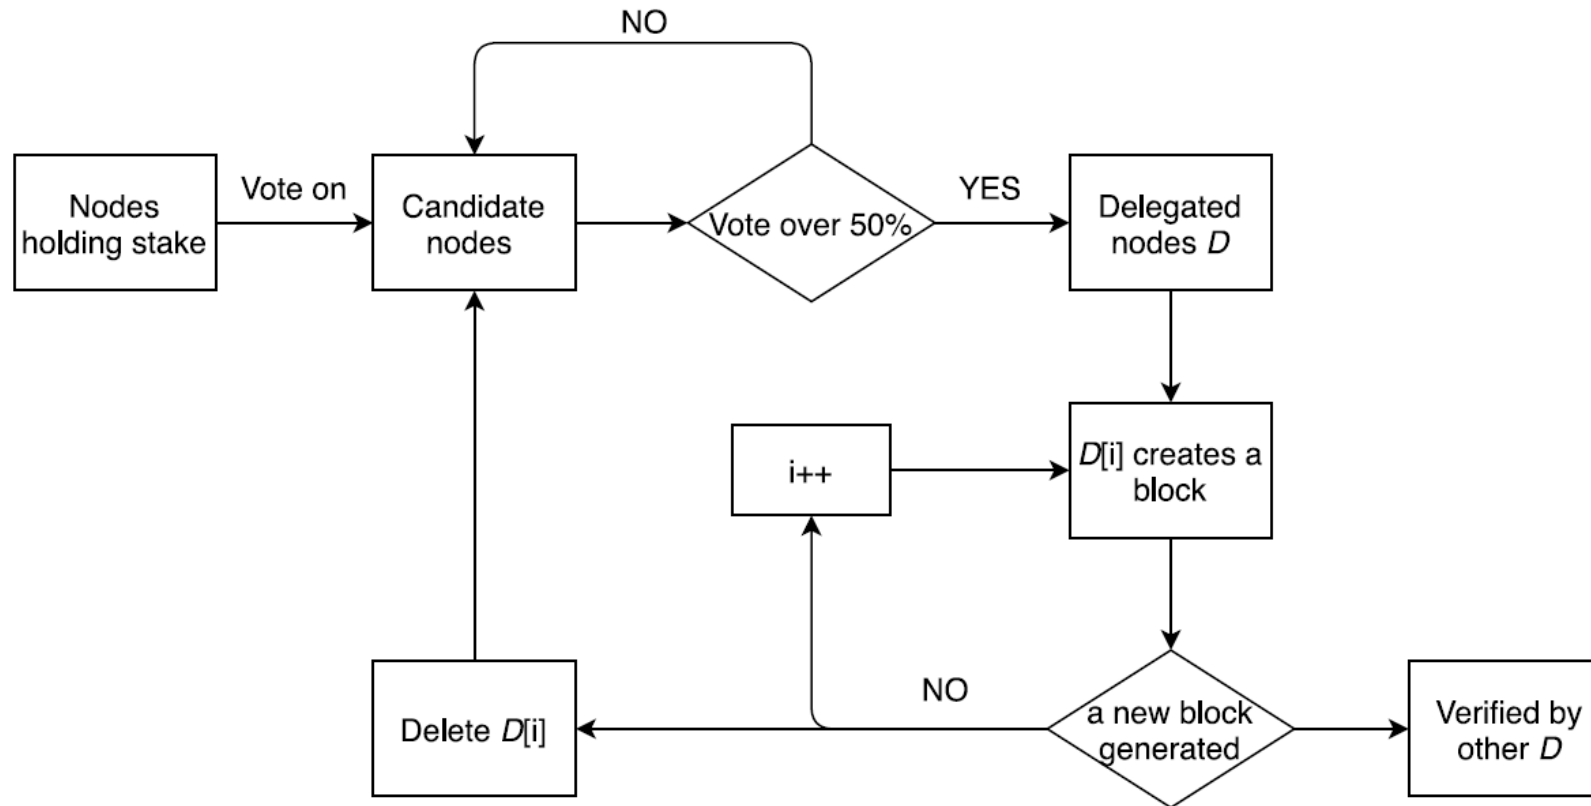 NO
Nodes
holding stake
Vote on
Candidate
nodes
Vote over 50%
YES
Delegated
nodes D
i++
D[i] creates a
block
Delete D[i]
NO
a new block
generated
Verified by
other D